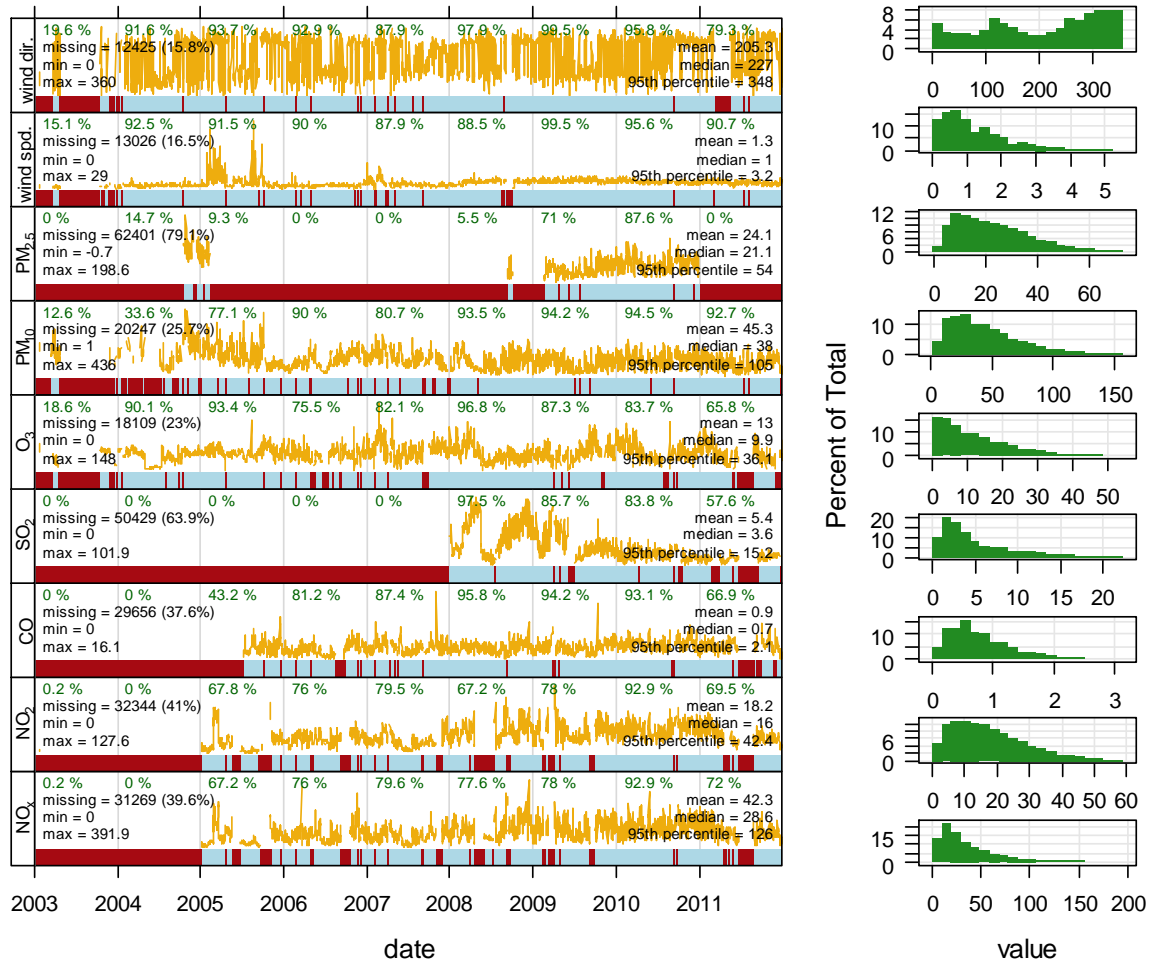 wind dir.
19.6 % 91.6 % 93.7 % 92.9 % 87.9 % 97.9 % 99.5 % 95.8 % 79.3 %
missing = 12425 (15.8%)
min = 0
max = 360
mean = 205.3
median = 227
95th percentile = 348
wind spd.
15.1 % 92.5 % 91.5 % 90 % 87.9 % 88.5 % 99.5 % 95.6 % 90.7 %
missing = 13026 (16.5%)
min = 0
max = 29
mean = 1.3
median = 1
95th percentile = 3.2
PM2.5
0 % 14.7 % 9.3 % 0 % 0 % 5.5 % 71 % 87.6 % 0 %
missing = 62401 (79.1%)
min = -0.7
max = 198.6
mean = 24.1
median = 21.1
95th percentile = 54
PM10
12.6 % 33.6 % 77.1 % 90 % 80.7 % 93.5 % 94.2 % 94.5 % 92.7 %
missing = 20247 (25.7%)
min = 1
max = 436
mean = 45.3
median = 38
95th percentile = 105
O3
18.6 % 90.1 % 93.4 % 75.5 % 82.1 % 96.8 % 87.3 % 83.7 % 65.8 %
missing = 18109 (23%)
min = 0
max = 148
mean = 13
median = 9.9
95th percentile = 36.1
SO2
0 % 0 % 0 % 0 % 0 % 97.5 % 85.7 % 83.8 % 57.6 %
missing = 50429 (63.9%)
min = 0
max = 101.9
mean = 5.4
median = 3.6
95th percentile = 15.2
CO
0 % 0 % 43.2 % 81.2 % 87.4 % 95.8 % 94.2 % 93.1 % 66.9 %
missing = 29656 (37.6%)
min = 0
max = 16.1
mean = 0.9
median = 0.7
95th percentile = 2.1
NO2
0.2 % 0 % 67.8 % 76 % 79.5 % 67.2 % 78 % 92.9 % 69.5 %
missing = 32344 (41%)
min = 0
max = 127.6
mean = 18.2
median = 16
95th percentile = 42.4
NOx
0.2 % 0 % 67.2 % 76 % 79.6 % 77.6 % 78 % 92.9 % 72 %
missing = 31269 (39.6%)
min = 0
max = 391.9
mean = 42.3
median = 28.6
95th percentile = 126
2003 2004 2005 2006 2007 2008 2009 2010 2011
date
Percent of Total
8
6
4
2
0
0 100 200 300
10
0
0 1 2 3 4 5
12
6
0
0 20 40 60
10
0
0 50 100 150
10
0
0 10 20 30 40 50
20
10
0
0 5 10 15 20
10
0
0 1 2 3
6
0
0 10 20 30 40 50 60
15
0
0 50 100 150 200
value